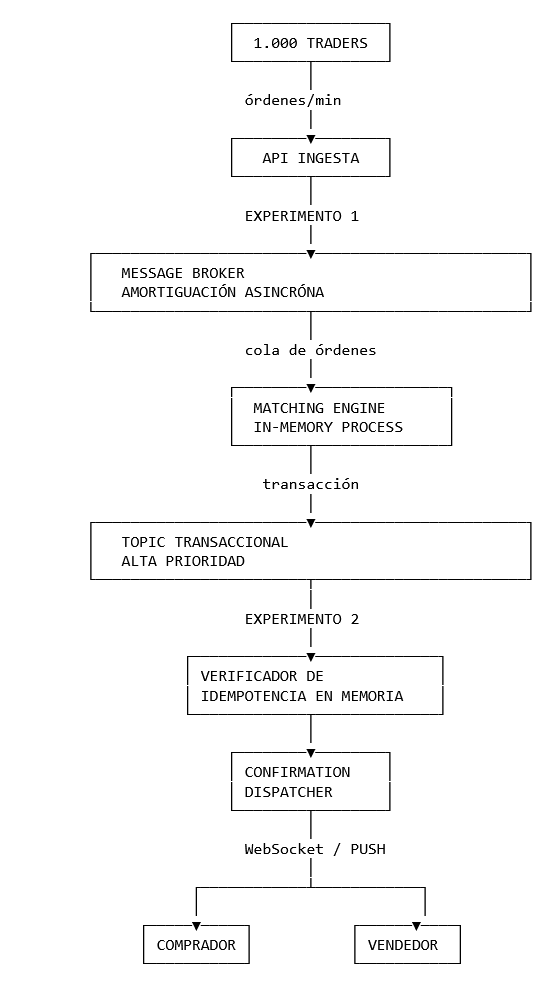 1.000 TRADERS
órdenes/min
API INGESTA
EXPERIMENTO 1
MESSAGE BROKER
AMORTIGUACIÓN ASINCRÓNA
cola de órdenes
MATCHING ENGINE
IN-MEMORY PROCESS
transacción
TOPIC TRANSACCIONAL
ALTA PRIORIDAD
EXPERIMENTO 2
VERIFICADOR DE
IDEMPOTENCIA EN MEMORIA
CONFIRMATION
DISPATCHER
WebSocket / PUSH
COMPRADOR
VENDEDOR